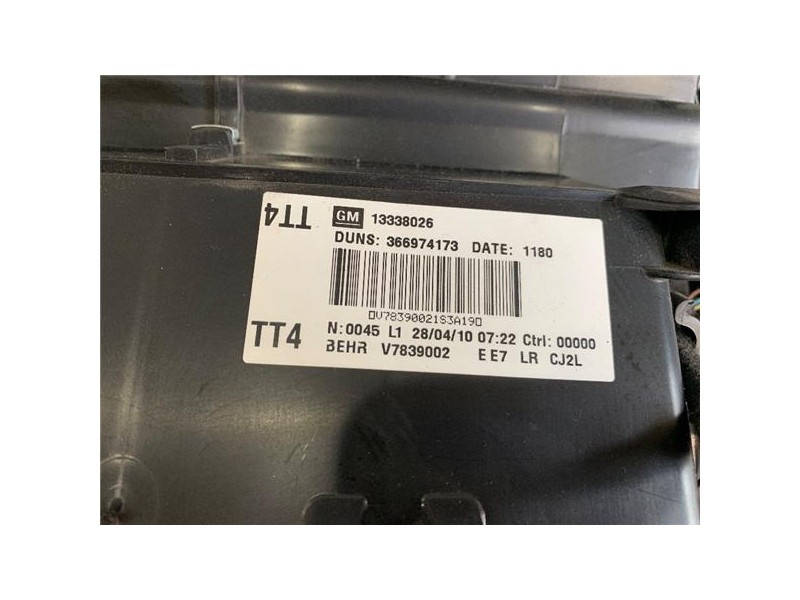 TT4
GM 13338026
DUNS: 366974173 DATE: 1180
▯V78390021S3A19▯
TT4
N:0045 L1 28/04/10 07:22 Ctrl: 00000
BEHR V7839002 E E7 LR CJ2L